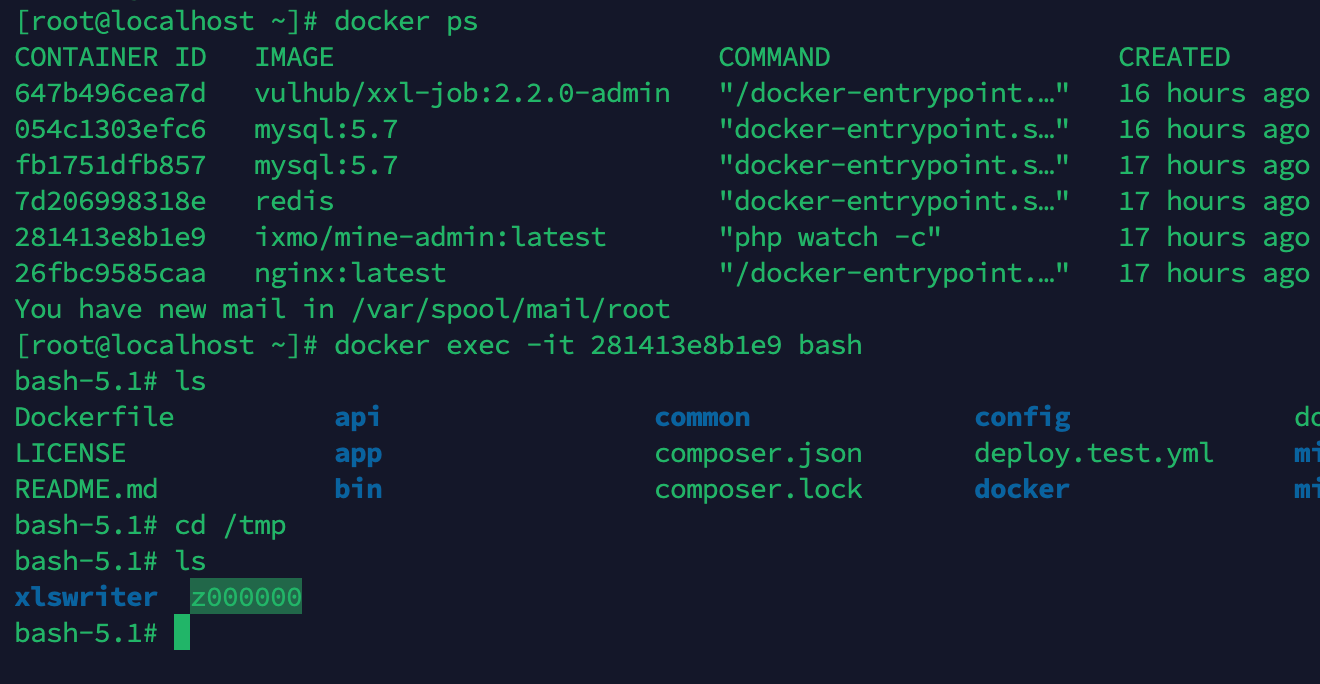 [root@localhost ~]# docker ps
CONTAINER ID   IMAGE                        COMMAND                  CREATED
647b496cea7d   vulhub/xxl-job:2.2.0-admin   "/docker-entrypoint.…"   16 hours ago
054c1303efc6   mysql:5.7                    "docker-entrypoint.s…"   16 hours ago
fb1751dfb857   mysql:5.7                    "docker-entrypoint.s…"   17 hours ago
7d206998318e   redis                        "docker-entrypoint.s…"   17 hours ago
281413e8b1e9   ixmo/mine-admin:latest       "php watch -c"           17 hours ago
26fbc9585caa   nginx:latest                 "/docker-entrypoint.…"   17 hours ago
You have new mail in /var/spool/mail/root
[root@localhost ~]# docker exec -it 281413e8b1e9 bash
bash-5.1# ls
Dockerfile          api                 common              config
LICENSE             app                 composer.json       deploy.test.yml     mi
README.md           bin                 composer.lock       docker              mi
bash-5.1# cd /tmp
bash-5.1# ls
xlswriter  z000000
bash-5.1#